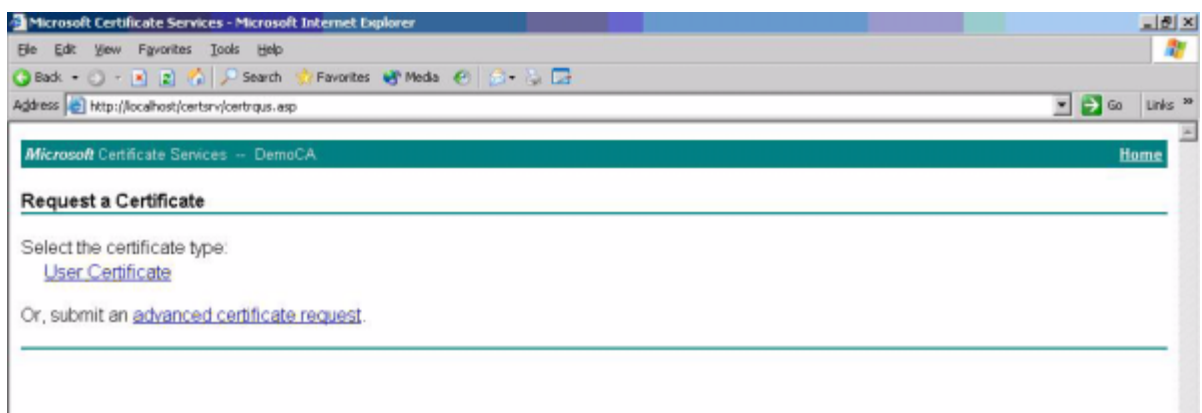 Microsoft Certificate Services - Microsoft Internet Explorer
File Edit View Favorites Tools Help
Back Search Favorites Media
Address http://localhost/certsrv/certrqus.asp Go Links »
Microsoft Certificate Services -- DemoCA Home
Request a Certificate
Select the certificate type:
User Certificate
Or, submit an advanced certificate request.